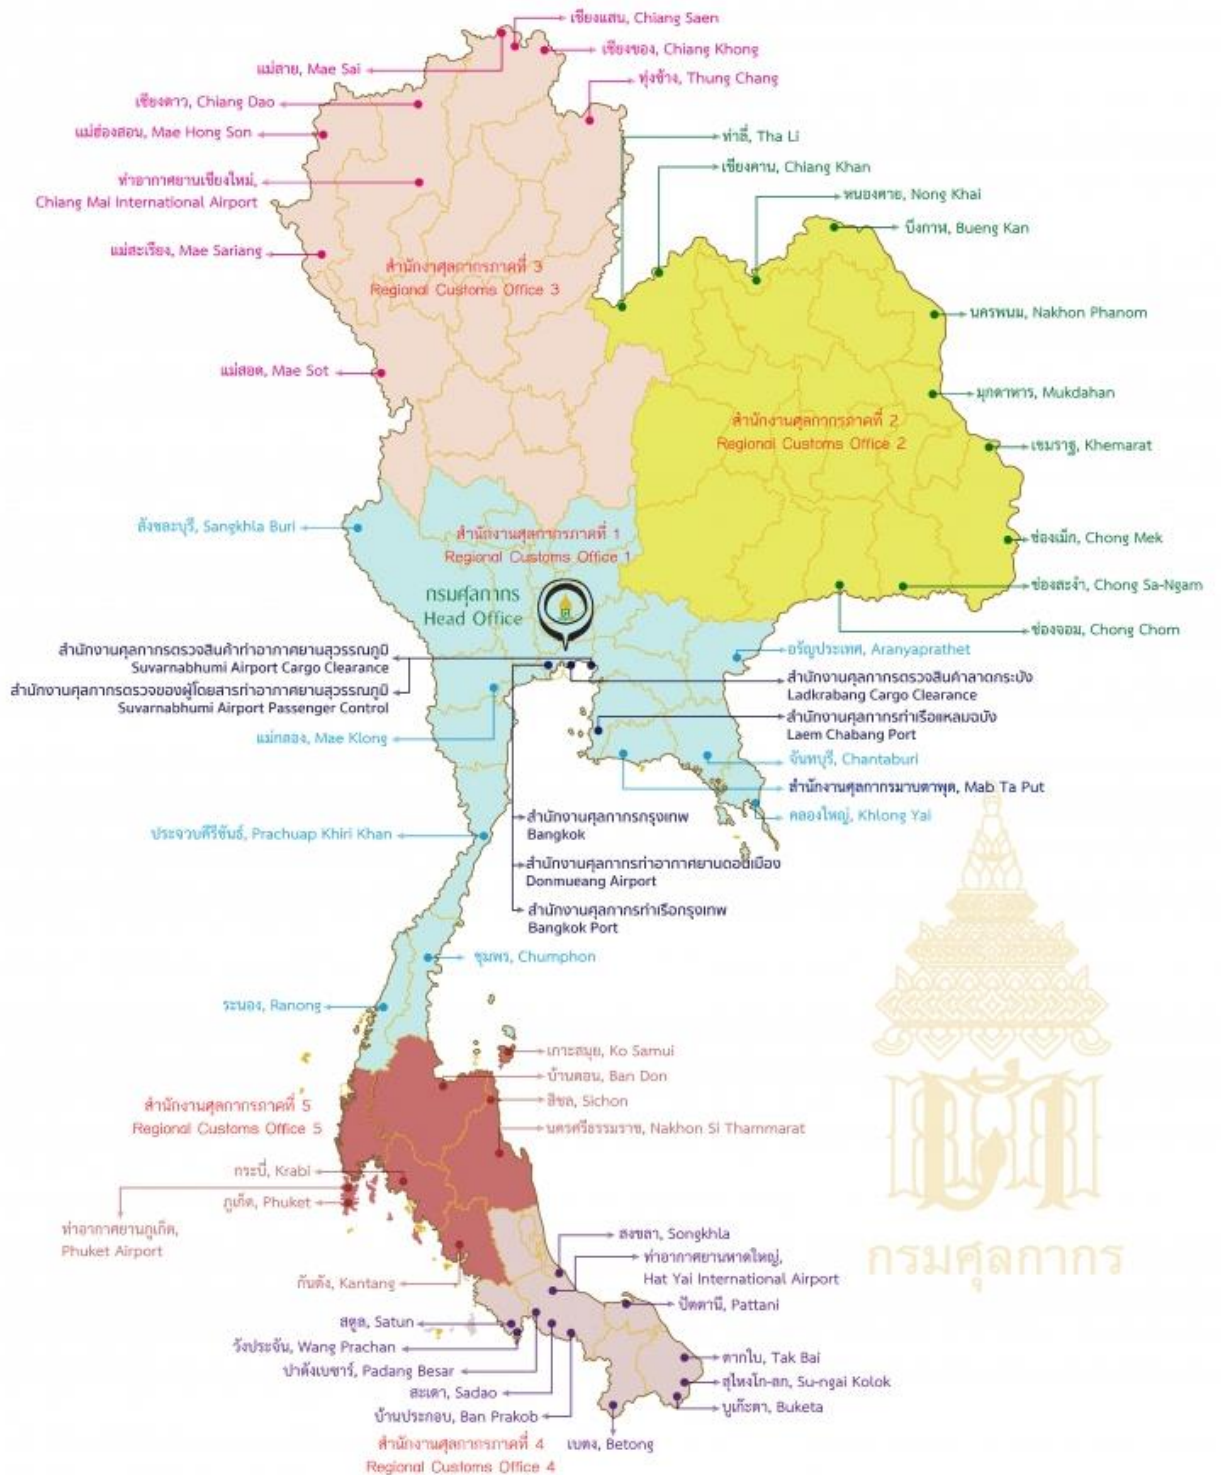 เชียงแสน, Chiang Saen
เชียงของ, Chiang Khong
แม่สาย, Mae Sai
ทุ่งช้าง, Thung Chang
เชียงดาว, Chiang Dao
แม่ฮ่องสอน, Mae Hong Son
ท่าลี่, Tha Li
เชียงคาน, Chiang Khan
ท่าอากาศยานเชียงใหม่,
Chiang Mai International Airport
หนองคาย, Nong Khai
บึงกาฬ, Bueng Kan
แม่สะเรียง, Mae Sariang
สำนักงาศุลกากรภาคที่ 3
Regional Customs Office 3
นครพนม, Nakhon Phanom
แม่สอด, Mae Sot
มุกดาหาร, Mukdahan
สำนักงานศุลกากรภาคที่ 2
Regional Customs Office 2
เขมราฐ, Khemarat
สังขละบุรี, Sangkhla Buri
สำนักงานศุลกากรภาคที่ 1
Regional Customs Office 1
ช่องเม็ก, Chong Mek
กรมศุลกากร
Head Office
ช่องสะงำ, Chong Sa-Ngam
ช่องจอม, Chong Chom
สำนักงานศุลกากรตรวจสินค้าท่าอากาศยานสุวรรณภูมิ
Suvarnabhumi Airport Cargo Clearance
อรัญประเทศ, Aranyaprathet
สำนักงานศุลกากรตรวจของผู้โดยสารท่าอากาศยานสุวรรณภูมิ
Suvarnabhumi Airport Passenger Control
สำนักงานศุลกากรตรวจสินค้าลาดกระบัง
Ladkrabang Cargo Clearance
สำนักงานศุลกากรท่าเรือแหลมฉบัง
Laem Chabang Port
แม่กลอง, Mae Klong
จันทบุรี, Chantaburi
สำนักงานศุลกากรมาบตาพุด, Mab Ta Put
คลองใหญ่, Khlong Yai
สำนักงานศุลกากรกรุงเทพ
Bangkok
ประจวบคีรีขันธ์, Prachuap Khiri Khan
สำนักงานศุลกากรท่าอากาศยานดอนเมือง
Donmueang Airport
สำนักงานศุลกากรท่าเรือกรุงเทพ
Bangkok Port
ชุมพร, Chumphon
ระนอง, Ranong
เกาะสมุย, Ko Samui
บ้านดอน, Ban Don
สิชล, Sichon
สำนักงานศุลกากรภาคที่ 5
Regional Customs Office 5
นครศรีธรรมราช, Nakhon Si Thammarat
กระบี่, Krabi
ภูเก็ต, Phuket
ท่าอากาศยานภูเก็ต,
Phuket Airport
สงขลา, Songkhla
ท่าอากาศยานหาดใหญ่,
Hat Yai International Airport
กรมศุลกากร
กันตัง, Kantang
ปัตตานี, Pattani
สตูล, Satun
วังประจัน, Wang Prachan
ปาดังเบซาร์, Padang Besar
ตากใบ, Tak Bai
สุไหงโก-ลก, Su-ngai Kolok
สะเดา, Sadao
บูเก๊ะตา, Buketa
บ้านประกอบ, Ban Prakob
เบตง, Betong
สำนักงานศุลกากรภาคที่ 4
Regional Customs Office 4